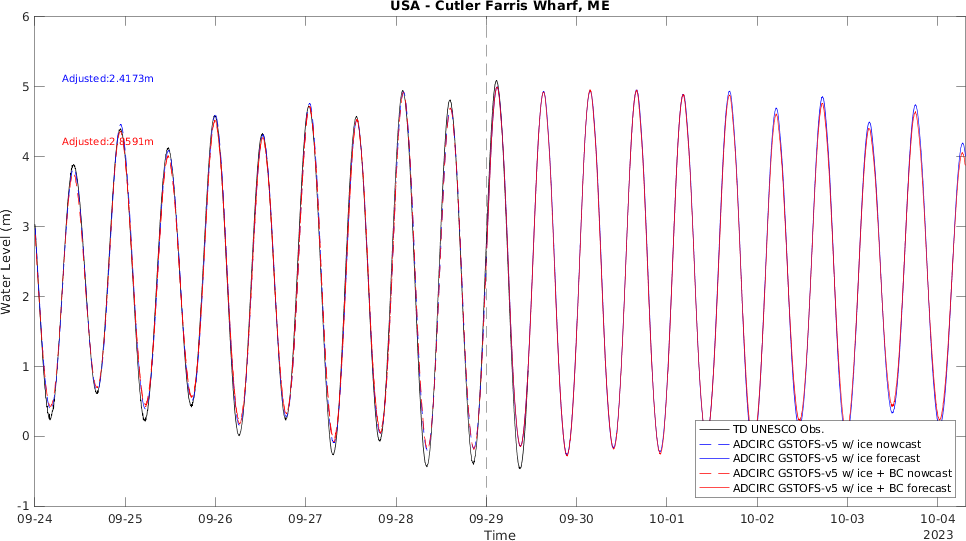 USA - Cutler Farris Wharf, ME
Water Level (m)
6
5
4
3
2
1
0
-1
Adjusted:2.4173m
Adjusted:2.8591m
TD UNESCO Obs.
ADCIRC GSTOFS-v5 w/ ice nowcast
ADCIRC GSTOFS-v5 w/ ice forecast
ADCIRC GSTOFS-v5 w/ ice + BC nowcast
ADCIRC GSTOFS-v5 w/ ice + BC forecast
09-24 09-25 09-26 09-27 09-28 09-29 09-30 10-01 10-02 10-03 10-04
Time
2023